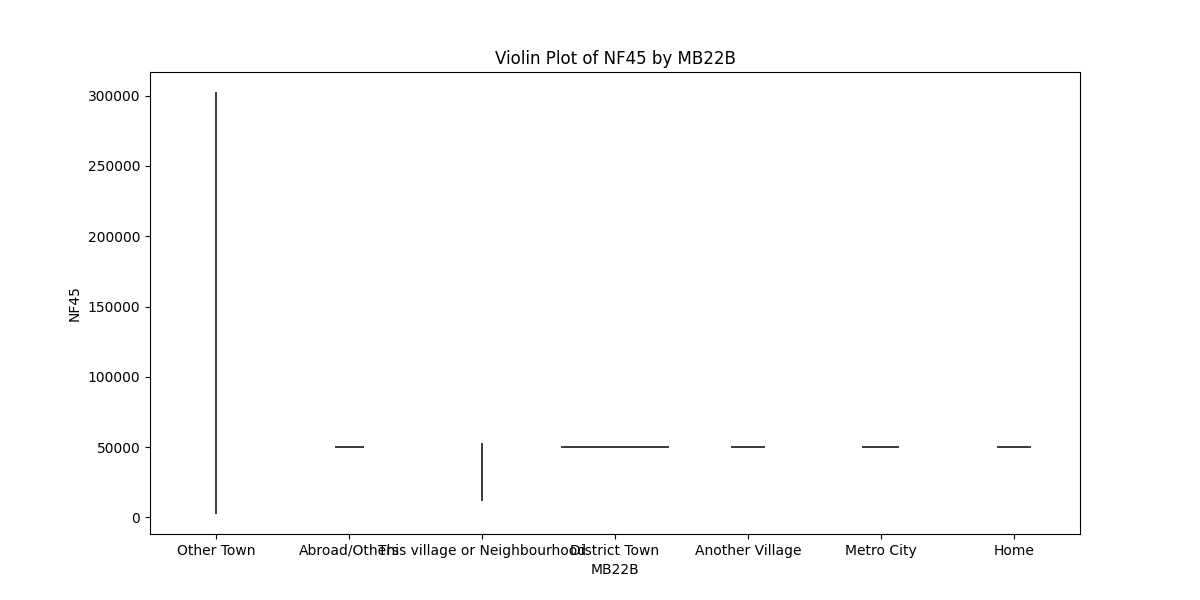 Violin Plot of NF45 by MB22B
300000
250000
200000
150000
100000
50000
0
NF45
Other Town
Abroad/Others
This village or Neighbourhood
District Town
Another Village
Metro City
Home
MB22B